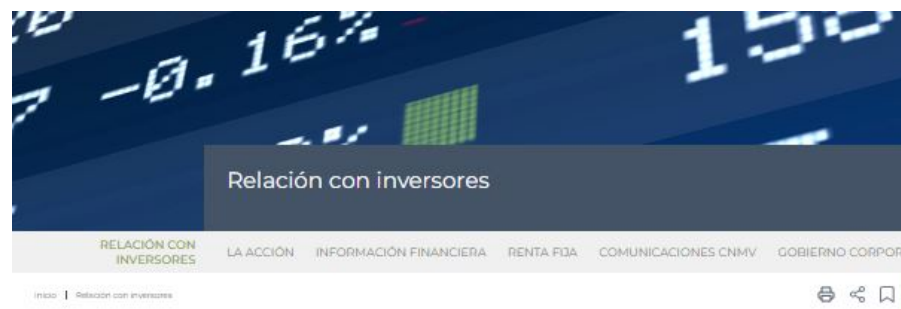 -0.16%
Relación con inversores
RELACIÓN CON
INVERSORES
LA ACCIÓN INFORMACIÓN FINANCIERA RENTA FIJA COMUNICACIONES CNMV GOBIERNO CORPOR
Inicio | Relación con inversores